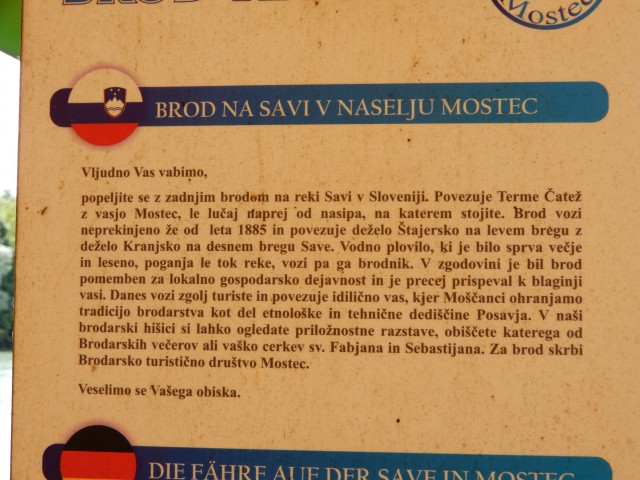 Mostec
BROD NA SAVI V NASELJU MOSTEC
Vljudno Vas vabimo,
popeljite se z zadnjim brodom na reki Savi v Sloveniji. Povezuje Terme Čatež
z vasjo Mostec, le lučaj naprej od nasipa, na katerem stojite. Brod vozi
neprekinjeno že od leta 1885 in povezuje deželo Štajersko na levem bregu z
deželo Kranjsko na desnem bregu Save. Vodno plovilo, ki je bilo sprva večje
in leseno, poganja le tok reke, vozi pa ga brodnik. V zgodovini je bil brod
pomemben za lokalno gospodarsko dejavnost in je precej prispeval k blaginji
vasi. Danes vozi zgolj turiste in povezuje idilično vas, kjer Moščanci ohranjamo
tradicijo brodarstva kot del etnološke in tehnične dediščine Posavja. V naši
brodarski hišici si lahko ogledate priložnostne razstave, obiščete katerega od
Brodarskih večerov ali vaško cerkev sv. Fabjana in Sebastijana. Za brod skrbi
Brodarsko turistično društvo Mostec.
Veselimo se Vašega obiska.
DIE FÄHRE AUF DER SAVE IN MOSTEC